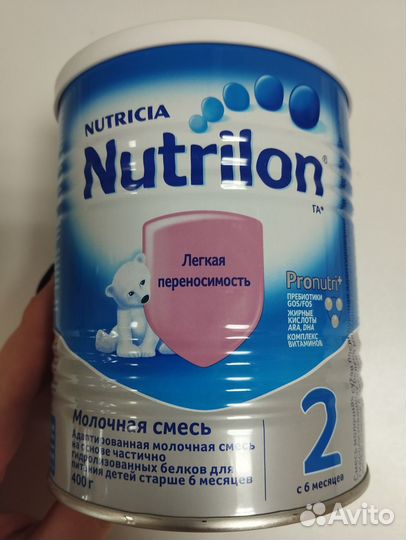 NUTRICIA
Nutrilon®
ГА*
Легкая
переносимость
Pronutri+
ПРЕБИОТИКИ
GOS/FOS
ЖИРНЫЕ
КИСЛОТЫ
ARA, DHA
КОМПЛЕКС
ВИТАМИНОВ
Молочная смесь
Адаптированная молочная смесь
на основе частично
гидролизованных белков для
питания детей старше 6 месяцев
400 г
2
с 6 месяцев
Avito